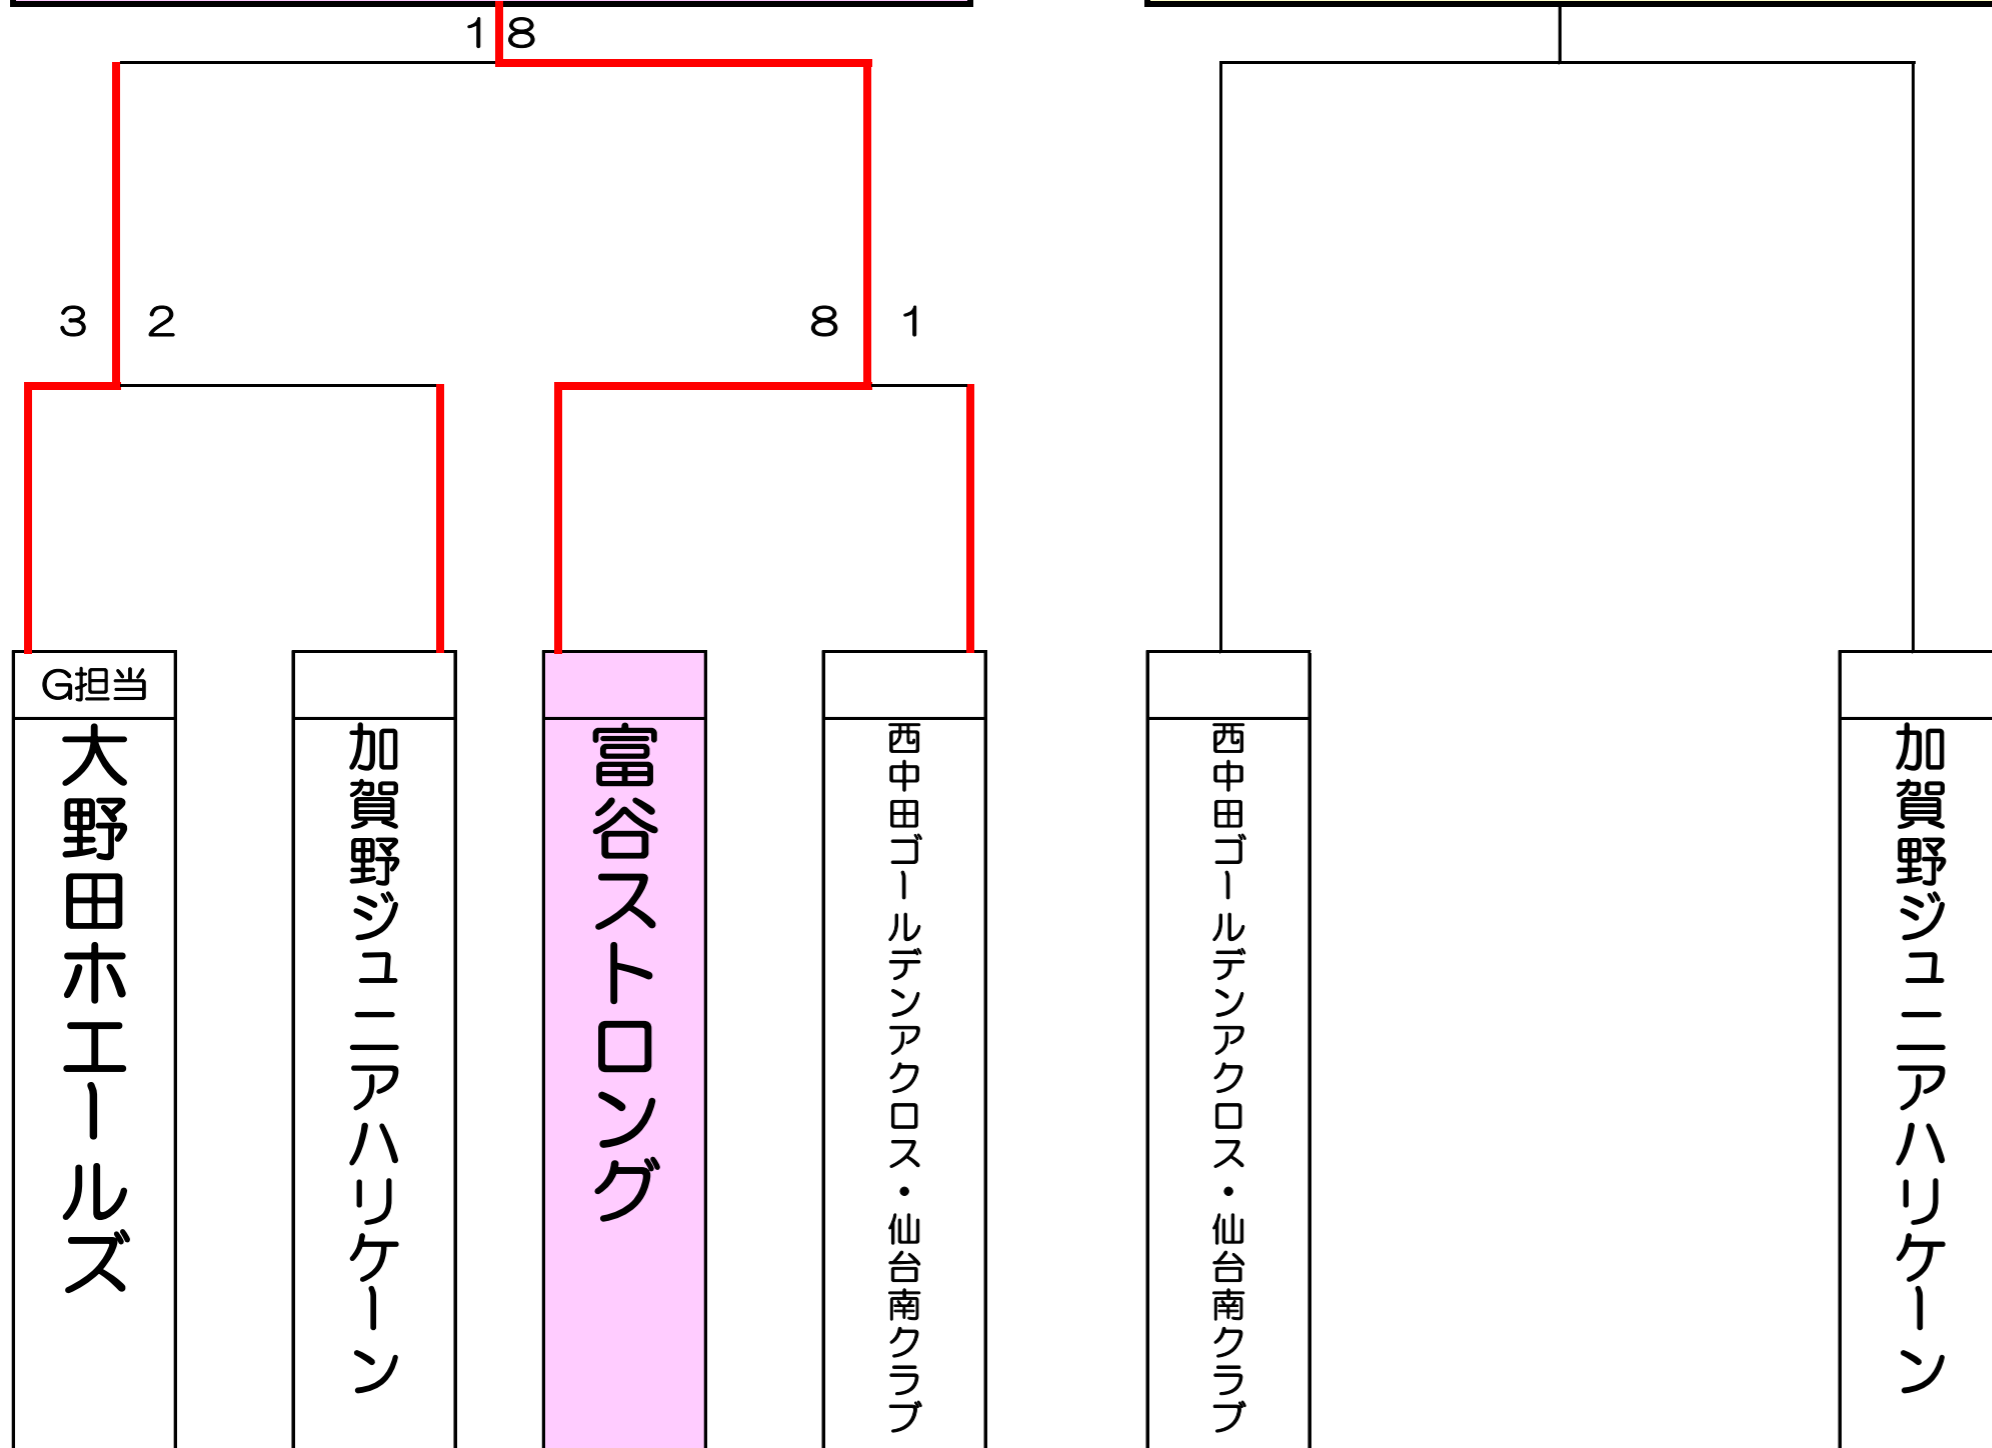 18
3 2
8 1
G担当
大野田ホエールズ
加賀野ジュニアハリケーン
富谷ストロング
西中田ゴールデンアクロス・仙台南クラブ
西中田ゴールデンアクロス・仙台南クラブ
加賀野ジュニアハリケーン